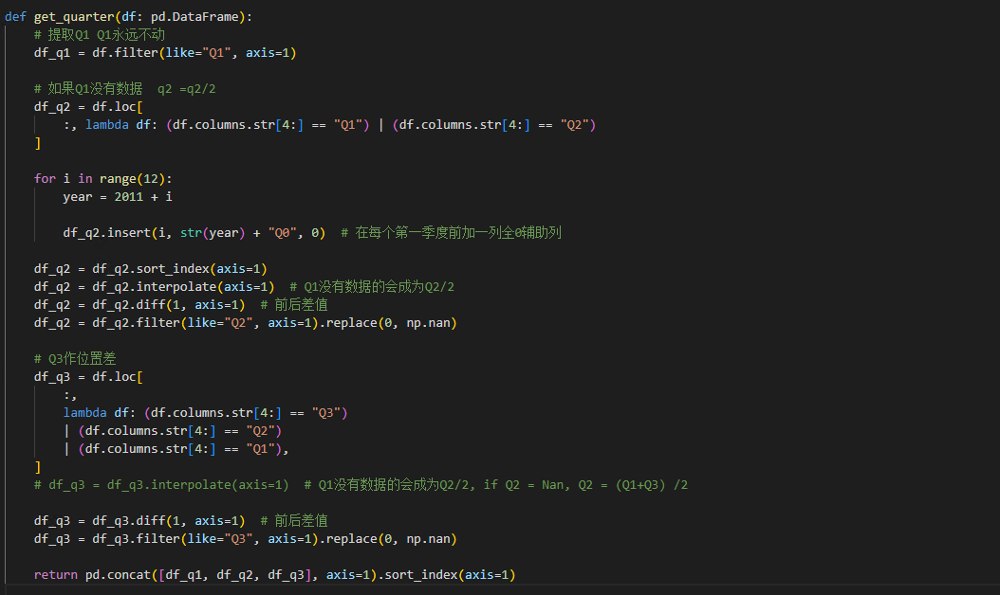 def get_quarter(df: pd.DataFrame):
    # 提取Q1 Q1永远不动
    df_q1 = df.filter(like="Q1", axis=1)
    # 如果Q1没有数据  q2 =q2/2
    df_q2 = df.loc[
        :, lambda df: (df.columns.str[4:] == "Q1") | (df.columns.str[4:] == "Q2")
    ]
    for i in range(12):
        year = 2011 + i
        df_q2.insert(i, str(year) + "Q0", 0)  # 在每个第一季度前加一列全0辅助列
    df_q2 = df_q2.sort_index(axis=1)
    df_q2 = df_q2.interpolate(axis=1)  # Q1没有数据的会成为Q2/2
    df_q2 = df_q2.diff(1, axis=1)  # 前后差值
    df_q2 = df_q2.filter(like="Q2", axis=1).replace(0, np.nan)
    # Q3作位置差
    df_q3 = df.loc[
        :,
        lambda df: (df.columns.str[4:] == "Q3")
        | (df.columns.str[4:] == "Q2")
        | (df.columns.str[4:] == "Q1"),
    ]
    # df_q3 = df_q3.interpolate(axis=1)  # Q1没有数据的会成为Q2/2, if Q2 = Nan, Q2 = (Q1+Q3) /2
    df_q3 = df_q3.diff(1, axis=1)  # 前后差值
    df_q3 = df_q3.filter(like="Q3", axis=1).replace(0, np.nan)
    return pd.concat([df_q1, df_q2, df_q3], axis=1).sort_index(axis=1)